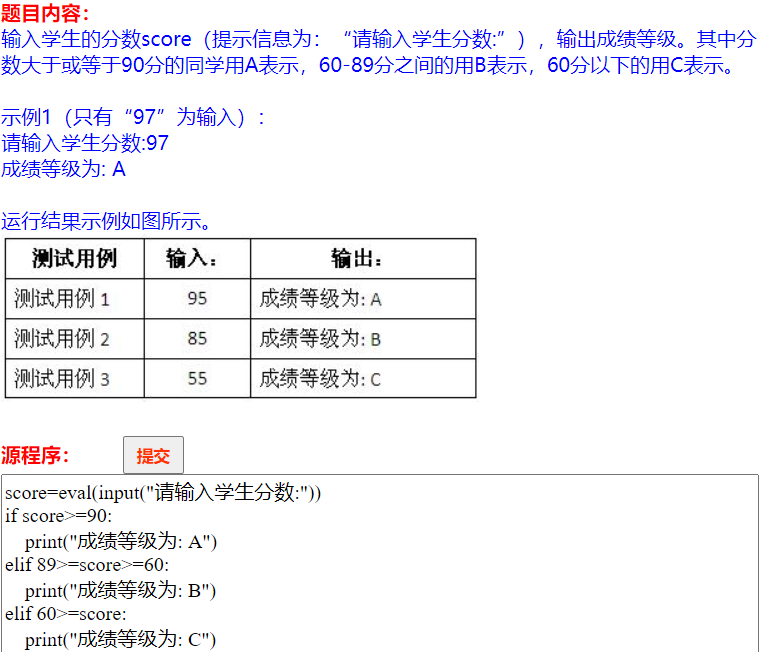 题目内容：
输入学生的分数score（提示信息为：“请输入学生分数:”），输出成绩等级。其中分
数大于或等于90分的同学用A表示，60-89分之间的用B表示，60分以下的用C表示。
示例1（只有“97”为输入）：
请输入学生分数:97
成绩等级为: A
运行结果示例如图所示。
测试用例 输入： 输出：
测试用例 1 95 成绩等级为: A
测试用例 2 85 成绩等级为: B
测试用例 3 55 成绩等级为: C
源程序： 提交
score=eval(input("请输入学生分数:"))
if score>=90:
    print("成绩等级为: A")
elif 89>=score>=60:
    print("成绩等级为: B")
elif 60>=score:
    print("成绩等级为: C")